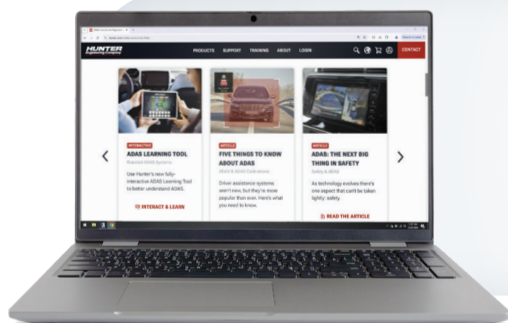 HUNTER
Engineering Company
PRODUCTS SUPPORT TRAINING ABOUT LOGIN
CONTACT
INTERACTIVE
ADAS LEARNING TOOL
Use Hunter's new fully-
interactive ADAS Learning Tool
to better understand ADAS.
INTERACT & LEARN
ARTICLE
FIVE THINGS TO KNOW
ABOUT ADAS
Driver assistance systems
aren't new, but they're more
popular than ever. Here's what
you need to know.
ARTICLE
ADAS: THE NEXT BIG
THING IN SAFETY
Safety & ADAS
As technology evolves there's
one aspect that can't be taken
lightly: safety.
READ THE ARTICLE